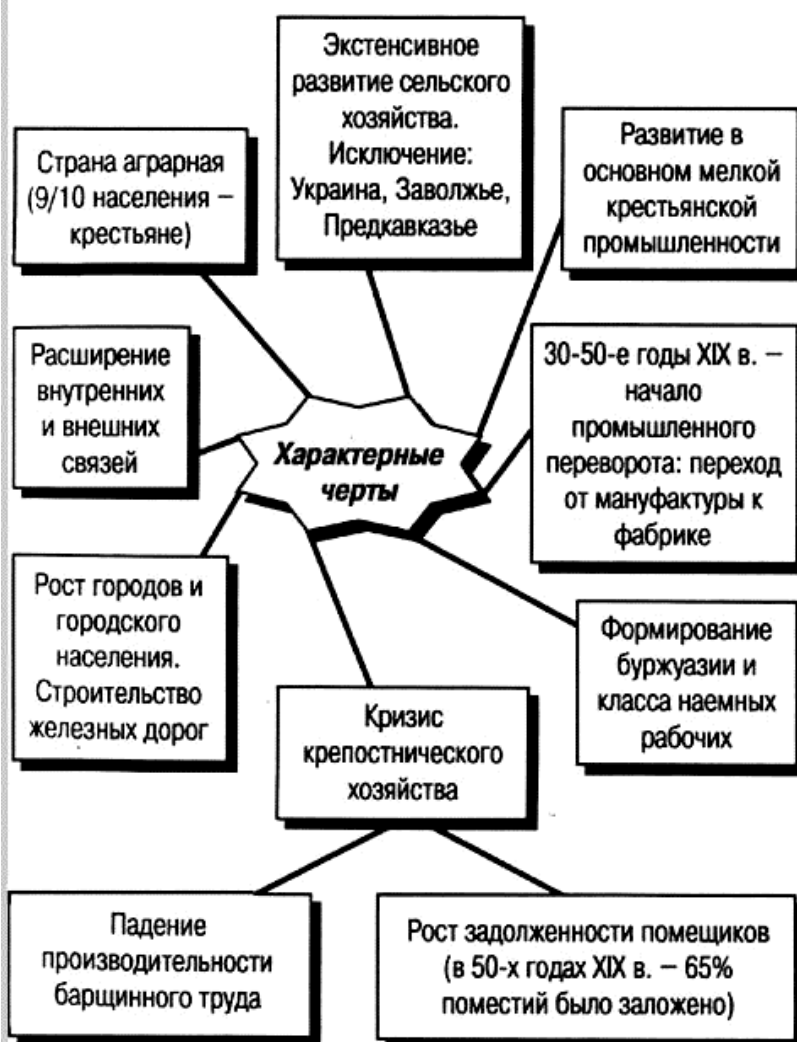 Экстенсивное
развитие сельского
хозяйства.
Исключение:
Украина, Заволжье,
Предкавказье
Страна аграрная
(9/10 населения –
крестьяне)
Развитие в
основном мелкой
крестьянской
промышленности
Расширение
внутренних
и внешних
связей
30-50-е годы XIX в. –
начало
промышленного
переворота: переход
от мануфактуры к
фабрике
Характерные
черты
Рост городов и
городского
населения.
Строительство
железных дорог
Формирование
буржуазии и
класса наемных
рабочих
Кризис
крепостнического
хозяйства
Падение
производительности
барщинного труда
Рост задолженности помещиков
(в 50-х годах XIX в. – 65%
поместий было заложено)